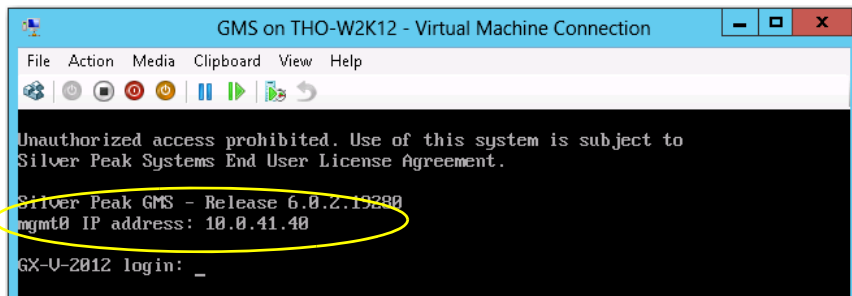 GMS on THO-W2K12 - Virtual Machine Connection
File Action Media Clipboard View Help
Unauthorized access prohibited. Use of this system is subject to
Silver Peak Systems End User License Agreement.
Silver Peak GMS - Release 6.0.2.19280
mgmt0 IP address: 10.0.41.40
GX-V-2012 login: _